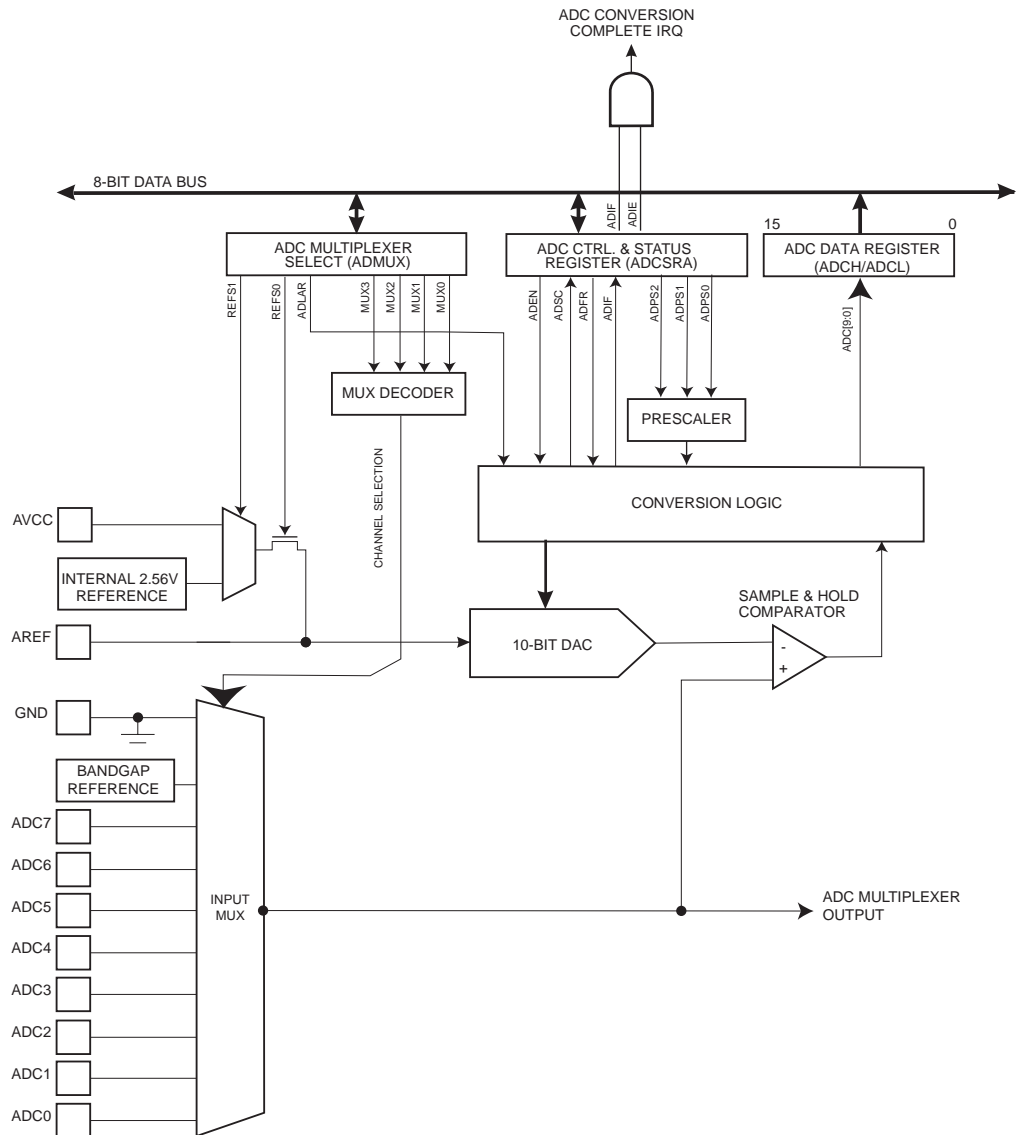 ADC CONVERSION
COMPLETE IRQ
8-BIT DATA BUS
ADIF
ADIE
15
0
ADC MULTIPLEXER
SELECT (ADMUX)
ADC CTRL. & STATUS
REGISTER (ADCSRA)
ADC DATA REGISTER
(ADCH/ADCL)
REFS1
REFS0
ADLAR
MUX3
MUX2
MUX1
MUX0
ADEN
ADSC
ADFR
ADIF
ADPS2
ADPS1
ADPS0
ADC[9:0]
MUX DECODER
PRESCALER
CHANNEL SELECTION
CONVERSION LOGIC
AVCC
INTERNAL 2.56V
REFERENCE
SAMPLE & HOLD
COMPARATOR
AREF
10-BIT DAC
-
+
GND
BANDGAP
REFERENCE
ADC7
ADC6
ADC5
INPUT
MUX
ADC MULTIPLEXER
OUTPUT
ADC4
ADC3
ADC2
ADC1
ADC0